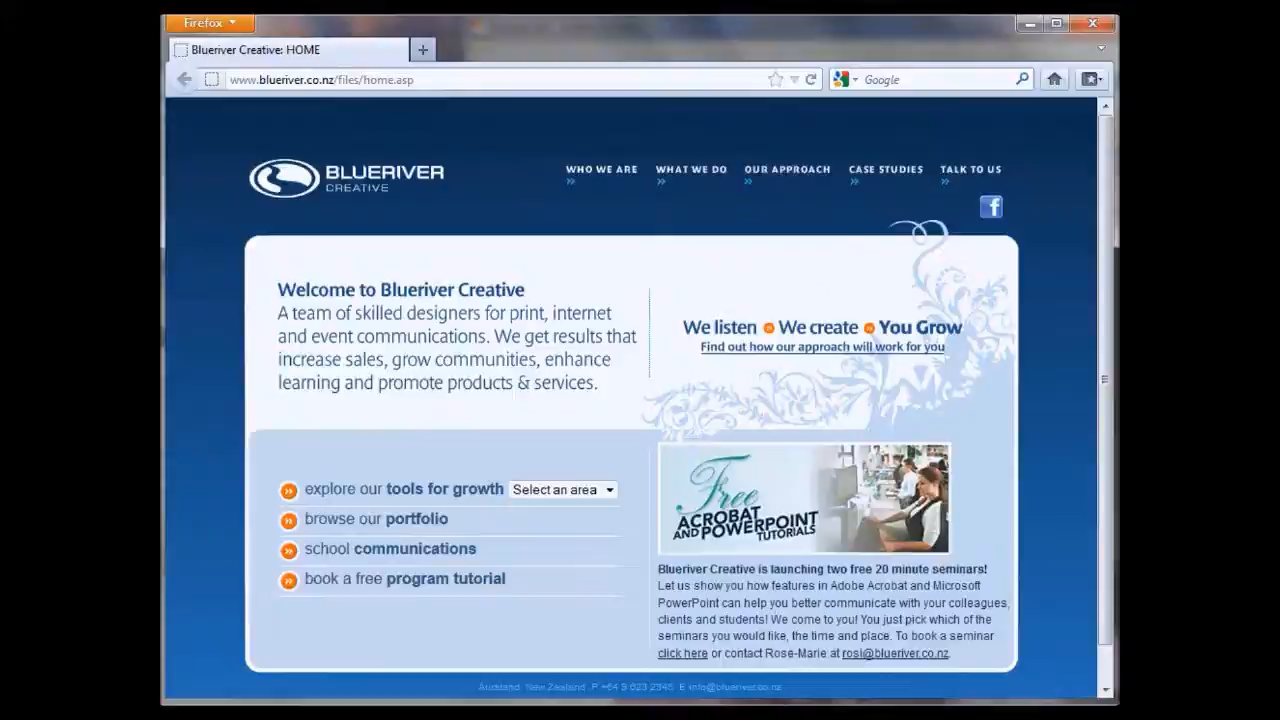 Firefox
Blueriver Creative: HOME
www.blueriver.co.nz/files/home.asp
Google
BLUERIVER
CREATIVE
WHO WE ARE
WHAT WE DO
OUR APPROACH
CASE STUDIES
TALK TO US
f
Welcome to Blueriver Creative
A team of skilled designers for print, internet
and event communications. We get results that
increase sales, grow communities, enhance
learning and promote products & services.
We listen » We create » You Grow
Find out how our approach will work for you
explore our tools for growth Select an area
browse our portfolio
school communications
book a free program tutorial
Free
ACROBAT
AND POWERPOINT
TUTORIALS
Blueriver Creative is launching two free 20 minute seminars!
Let us show you how features in Adobe Acrobat and Microsoft
PowerPoint can help you better communicate with your colleagues,
clients and students! We come to you! You just pick which of the
seminars you would like, the time and place. To book a seminar
click here or contact Rose-Marie at rosi@blueriver.co.nz.
Auckland, New Zealand. P +64 9 623 2345 E info@blueriver.co.nz